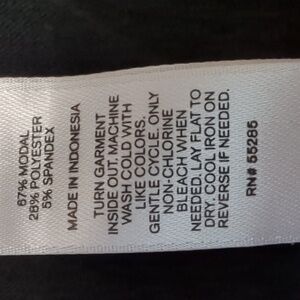 67% MODAL
28% POLYESTER
5% SPANDEX
MADE IN INDONESIA
TURN GARMENT
INSIDE OUT. MACHINE
WASH COLD WITH
LIKE COLORS.
GENTLE CYCLE. ONLY
NON-CHLORINE
BLEACH WHEN
NEEDED. LAY FLAT TO
DRY. COOL IRON ON
REVERSE IF NEEDED.
RN# 55285